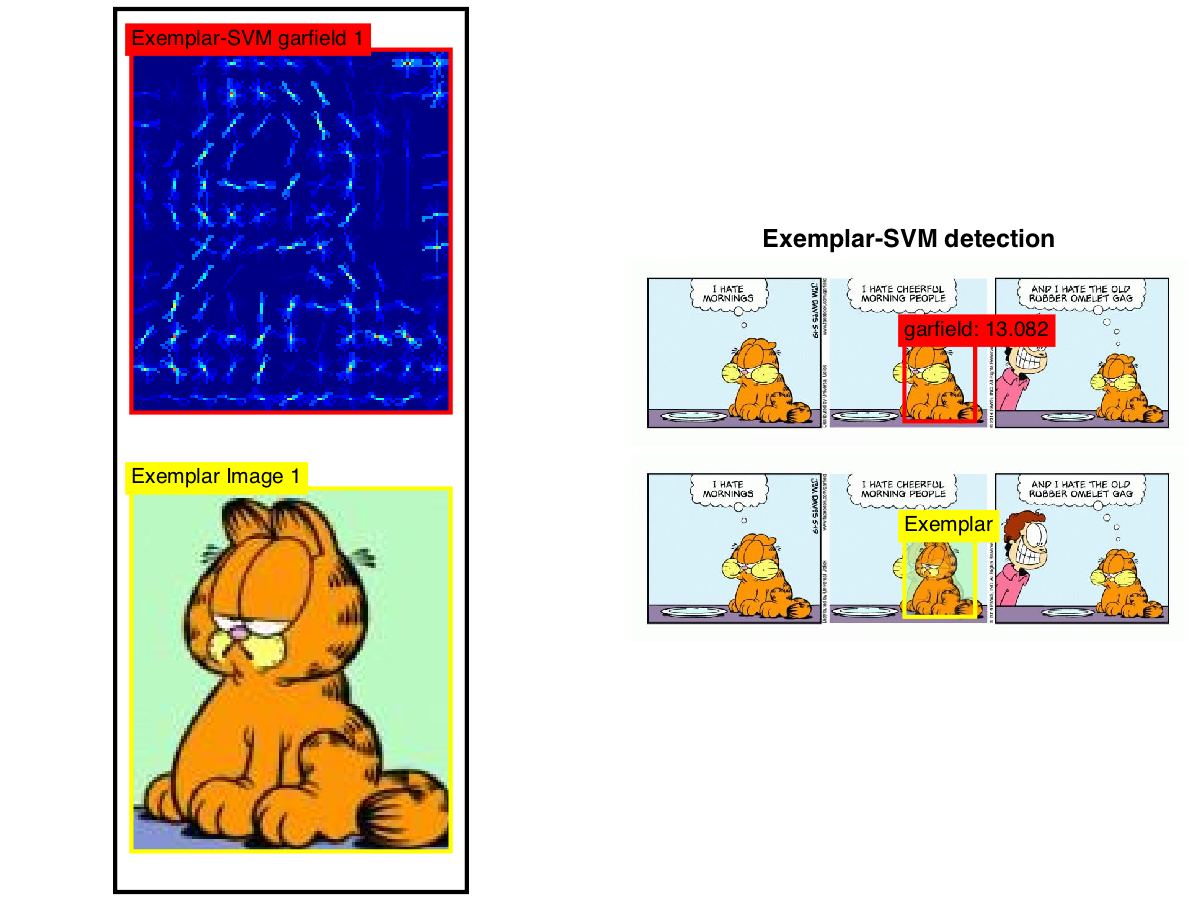 Exemplar-SVM garfield 1
Exemplar Image 1
Exemplar-SVM detection
I HATE
MORNINGS
JIM DAVIS 5-19
I HATE CHEERFUL
MORNING PEOPLE
AND I HATE THE OLD
RUBBER OMELET GAG
garfield: 13.082
I HATE
MORNINGS
JIM DAVIS 5-19
I HATE CHEERFUL
MORNING PEOPLE
AND I HATE THE OLD
RUBBER OMELET GAG
Exemplar